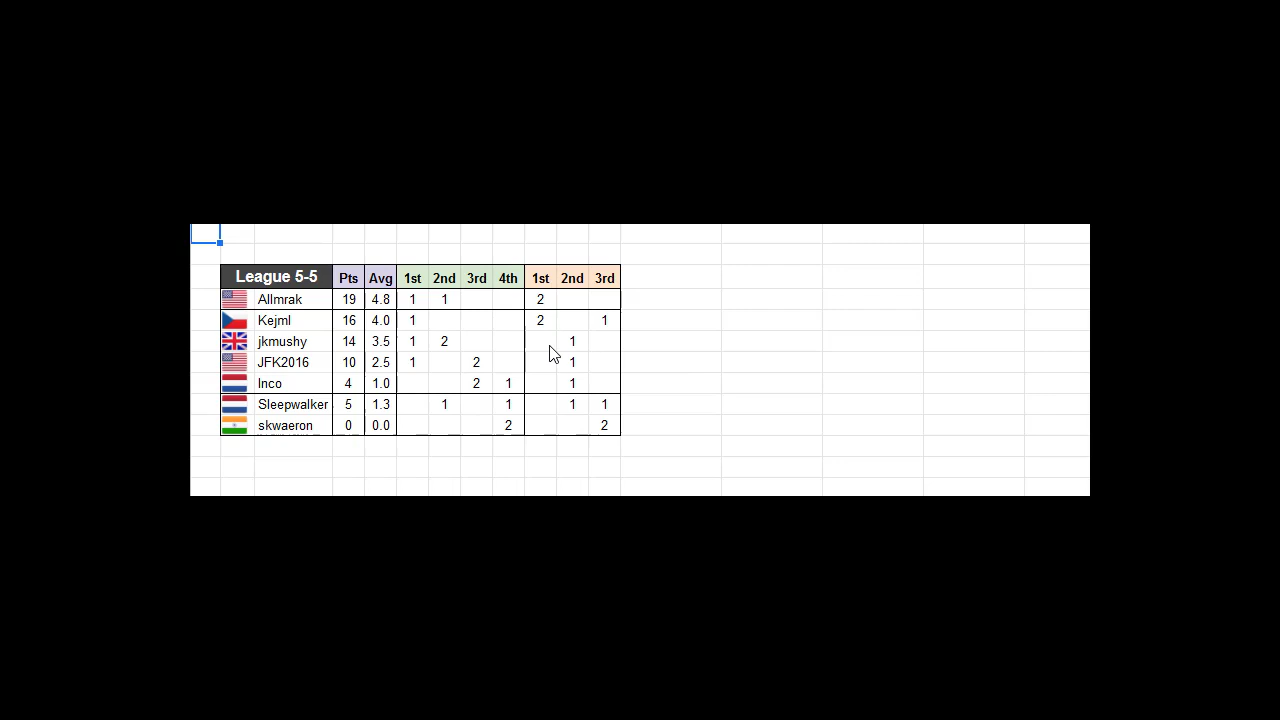 League 5-5 Pts Avg 1st 2nd 3rd 4th 1st 2nd 3rd
Allmrak 19 4.8 1 1 2
Kejml 16 4.0 1 2 1
jkmushy 14 3.5 1 2 1
JFK2016 10 2.5 1 2 1
Inco 4 1.0 2 1 1
Sleepwalker 5 1.3 1 1 1 1
skwaeron 0 0.0 2 2